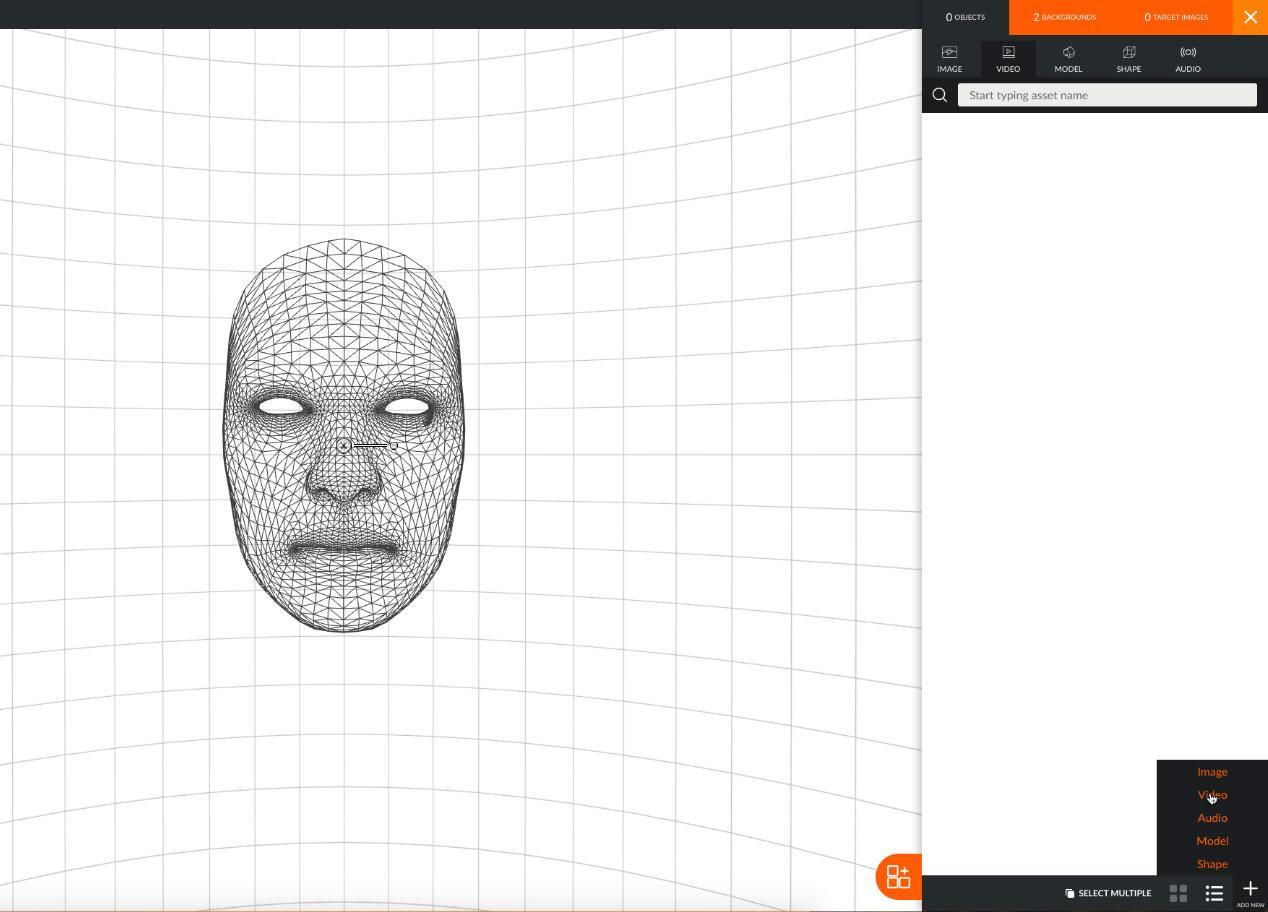 0 OBJECTS 2 BACKGROUNDS 0 TARGET IMAGES
IMAGE VIDEO MODEL SHAPE AUDIO
Start typing asset name
Image
Video
Audio
Model
Shape
SELECT MULTIPLE
ADD NEW